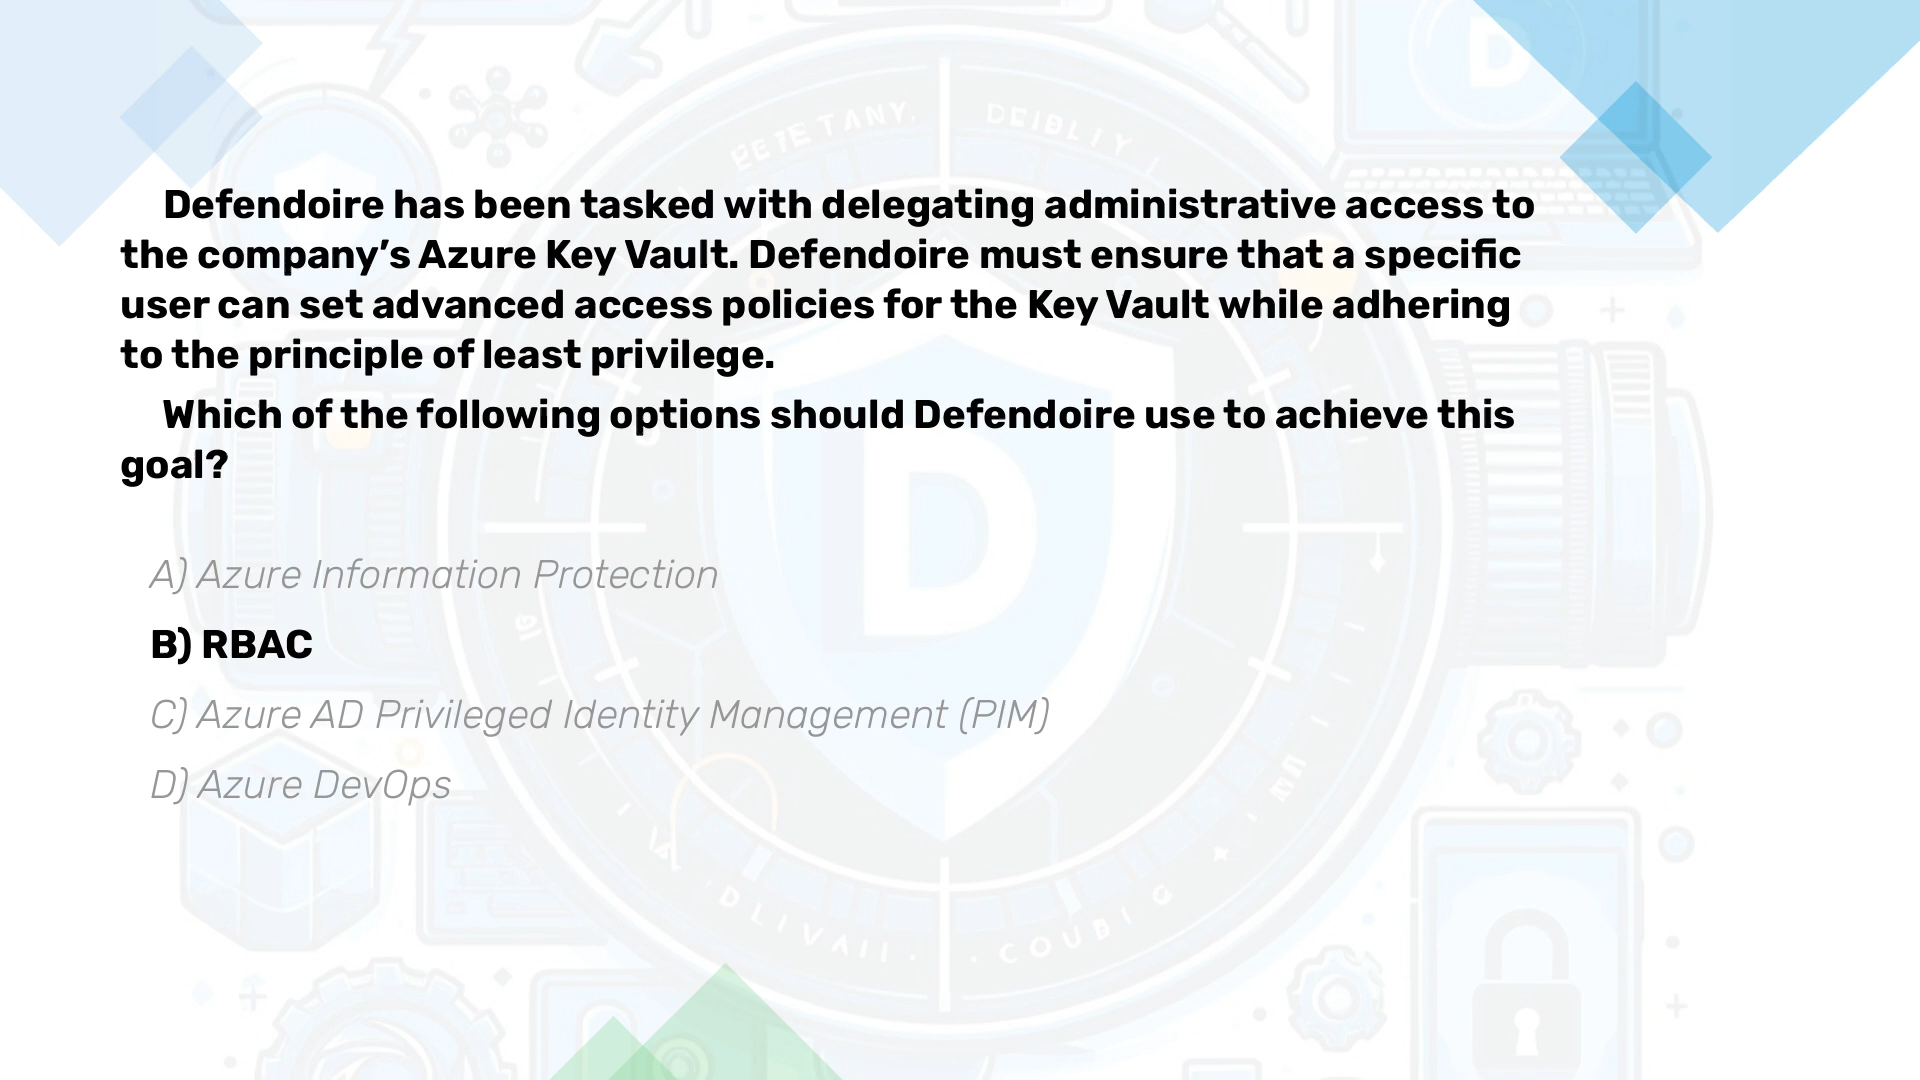 Defendoire has been tasked with delegating administrative access to
the company’s Azure Key Vault. Defendoire must ensure that a specific
user can set advanced access policies for the Key Vault while adhering
to the principle of least privilege.
Which of the following options should Defendoire use to achieve this
goal?
A) Azure Information Protection
B) RBAC
C) Azure AD Privileged Identity Management (PIM)
D) Azure DevOps
D
D